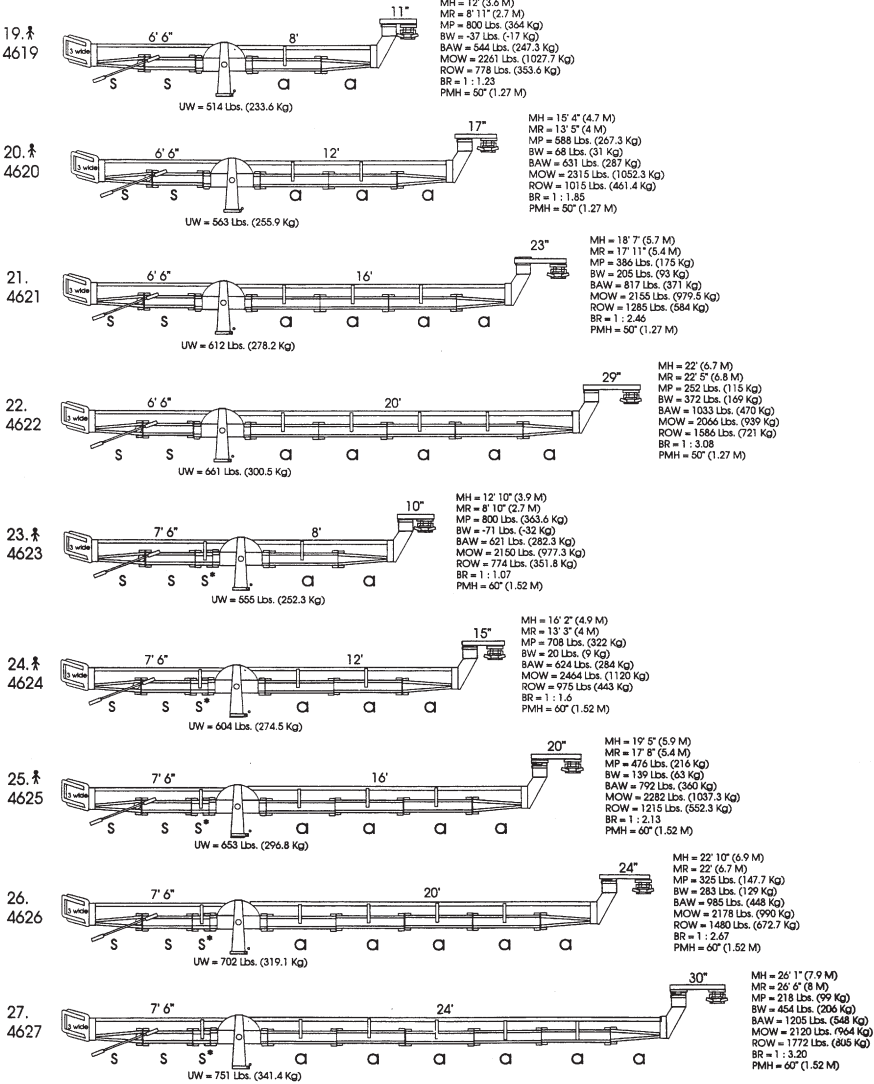 19.
4619
3 wide
6' 6"
8'
11"
S S a a
UW = 514 Lbs. (233.6 Kg)
MH = 12' (3.6 M)
MR = 8' 11" (2.7 M)
MP = 800 Lbs. (364 Kg)
BW = -37 Lbs. (-17 Kg)
BAW = 544 Lbs. (247.3 Kg)
MOW = 2261 Lbs. (1027.7 Kg)
ROW = 778 Lbs. (353.6 Kg)
BR = 1 : 1.23
PMH = 50" (1.27 M)
20.
4620
3 wide
6' 6"
12'
17"
S S a a a
UW = 563 Lbs. (255.9 Kg)
MH = 15' 4" (4.7 M)
MR = 13' 5" (4 M)
MP = 588 Lbs. (267.3 Kg)
BW = 68 Lbs. (31 Kg)
BAW = 631 Lbs. (287 Kg)
MOW = 2315 Lbs. (1052.3 Kg)
ROW = 1015 Lbs. (461.4 Kg)
BR = 1 : 1.85
PMH = 50" (1.27 M)
21.
4621
3 wide
6' 6"
16'
23"
S S a a a a
UW = 612 Lbs. (278.2 Kg)
MH = 18' 7' (5.7 M)
MR = 17' 11" (5.4 M)
MP = 386 Lbs. (175 Kg)
BW = 205 Lbs. (93 Kg)
BAW = 817 Lbs. (371 Kg)
MOW = 2155 Lbs. (979.5 Kg)
ROW = 1285 Lbs. (584 Kg)
BR = 1 : 2.46
PMH = 50" (1.27 M)
22.
4622
3 wide
6' 6"
20'
29"
S S a a a a a
UW = 661 Lbs. (300.5 Kg)
MH = 22' (6.7 M)
MR = 22' 5" (6.8 M)
MP = 252 Lbs. (115 Kg)
BW = 372 Lbs. (169 Kg)
BAW = 1033 Lbs. (470 Kg)
MOW = 2066 Lbs. (939 Kg)
ROW = 1586 Lbs. (721 Kg)
BR = 1 : 3.08
PMH = 50" (1.27 M)
23.
4623
3 wide
7' 6"
8'
10"
S S S* a a
UW = 555 Lbs. (252.3 Kg)
MH = 12' 10" (3.9 M)
MR = 8' 10" (2.7 M)
MP = 800 Lbs. (363.6 Kg)
BW = -71 Lbs. (-32 Kg)
BAW = 621 Lbs. (282.3 Kg)
MOW = 2150 Lbs. (977.3 Kg)
ROW = 774 Lbs. (351.8 Kg)
BR = 1 : 1.07
PMH = 60" (1.52 M)
24.
4624
3 wide
7' 6"
12'
15"
S S S* a a a
UW = 604 Lbs. (274.5 Kg)
MH = 16' 2" (4.9 M)
MR = 13' 3" (4 M)
MP = 708 Lbs. (322 Kg)
BW = 20 Lbs. (9 Kg)
BAW = 624 Lbs. (284 Kg)
MOW = 2464 Lbs. (1120 Kg)
ROW = 975 Lbs. (443 Kg)
BR = 1 : 1.6
PMH = 60" (1.52 M)
25.
4625
3 wide
7' 6"
16'
20"
S S S* a a a a
UW = 653 Lbs. (296.8 Kg)
MH = 19' 5" (5.9 M)
MR = 17' 8" (5.4 M)
MP = 476 Lbs. (216 Kg)
BW = 139 Lbs. (63 Kg)
BAW = 792 Lbs. (360 Kg)
MOW = 2282 Lbs. (1037.3 Kg)
ROW = 1215 Lbs. (552.3 Kg)
BR = 1 : 2.13
PMH = 60" (1.52 M)
26.
4626
3 wide
7' 6"
20'
24"
S S S* a a a a a
UW = 702 Lbs. (319.1 Kg)
MH = 22' 10" (6.9 M)
MR = 22' (6.7 M)
MP = 325 Lbs. (147.7 Kg)
BW = 283 Lbs. (129 Kg)
BAW = 985 Lbs. (448 Kg)
MOW = 2178 Lbs. (990 Kg)
ROW = 1480 Lbs. (672.7 Kg)
BR = 1 : 2.67
PMH = 60" (1.52 M)
27.
4627
3 wide
7' 6"
24'
30"
S S S* a a a a a a
UW = 751 Lbs. (341.4 Kg)
MH = 26' 1" (7.9 M)
MR = 26' 6" (8 M)
MP = 218 Lbs. (99 Kg)
BW = 454 Lbs. (206 Kg)
BAW = 1205 Lbs. (548 Kg)
MOW = 2120 Lbs. (964 Kg)
ROW = 1772 Lbs. (805 Kg)
BR = 1 : 3.20
PMH = 60" (1.52 M)